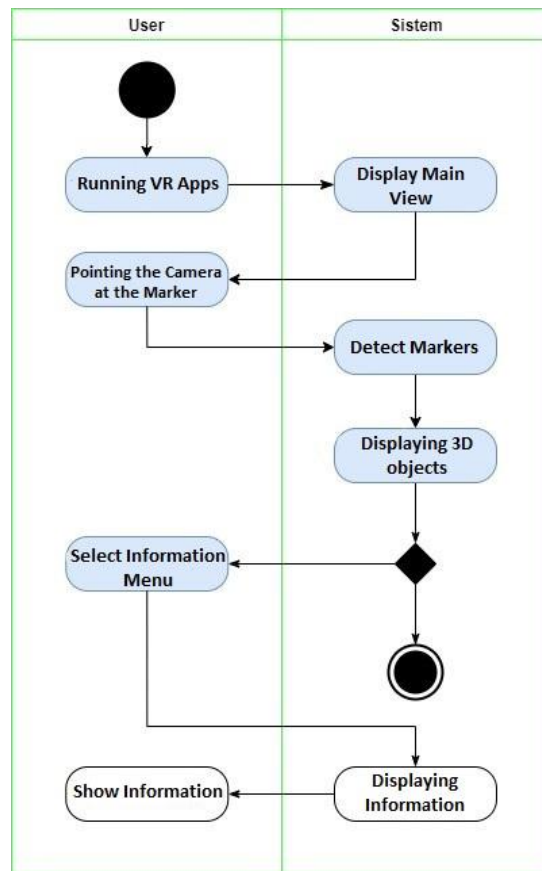 User
Sistem
Running VR Apps
Display Main
View
Pointing the Camera
at the Marker
Detect Markers
Displaying 3D
objects
Select Information
Menu
Show Information
Displaying
Information